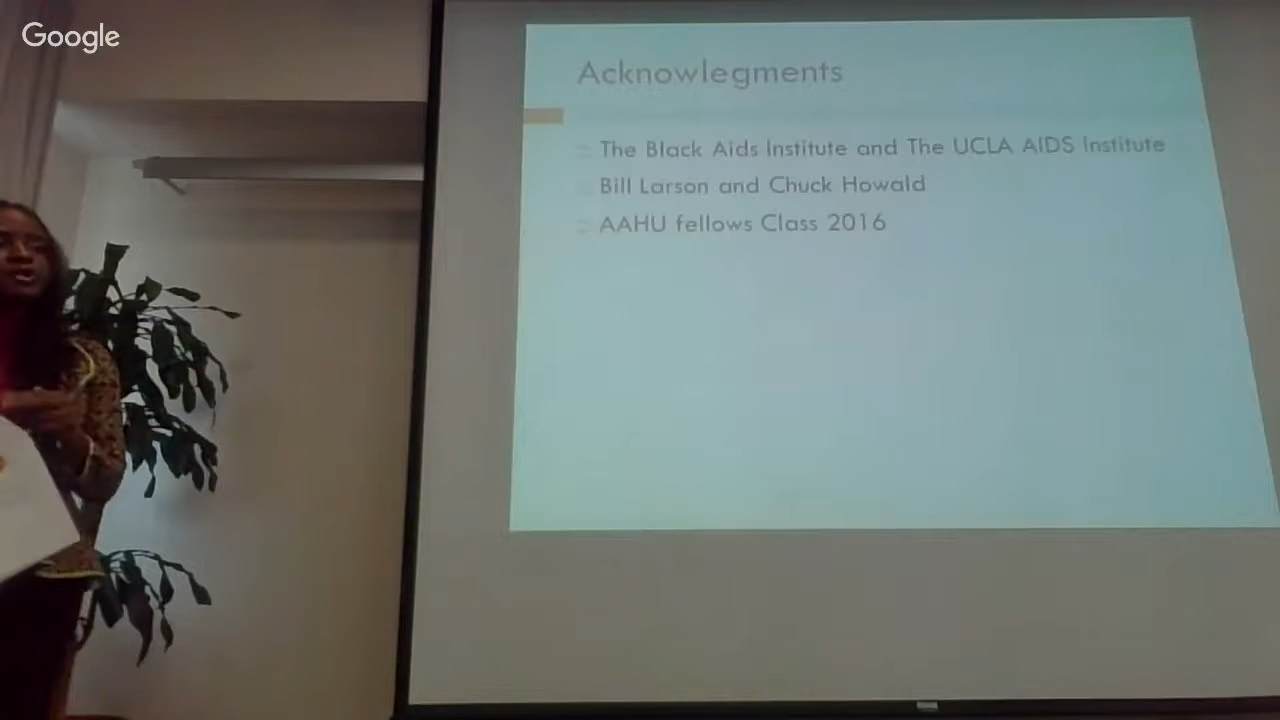 Google
Acknowlegments
The Black Aids Institute and The UCLA AIDS Institute
Bill Larson and Chuck Howald
AAHU fellows Class 2016